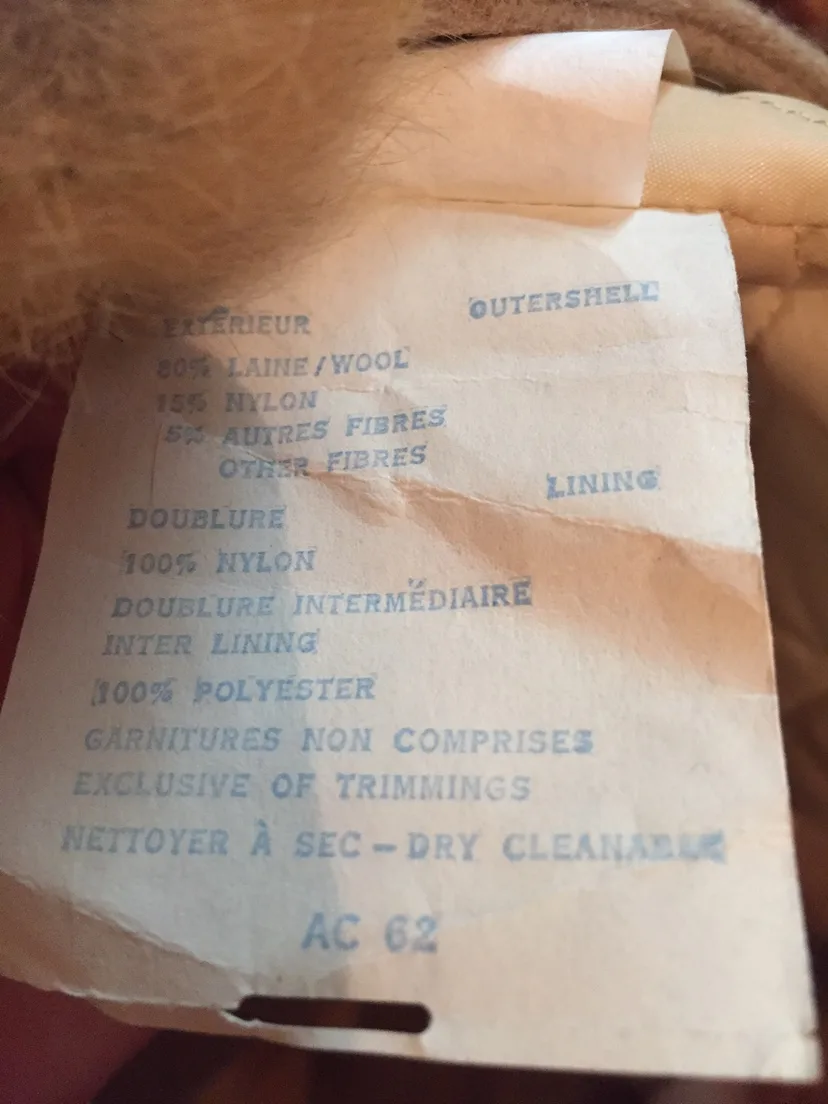 EXTÉRIEUR OUTERSHELL
80% LAINE/WOOL
15% NYLON
5% AUTRES FIBRES
OTHER FIBRES
DOUBLURE LINING
100% NYLON
DOUBLURE INTERMÉDIAIRE
INTER LINING
100% POLYESTER
GARNITURES NON COMPRISES
EXCLUSIVE OF TRIMMINGS
NETTOYER À SEC – DRY CLEANABLE
AC 62